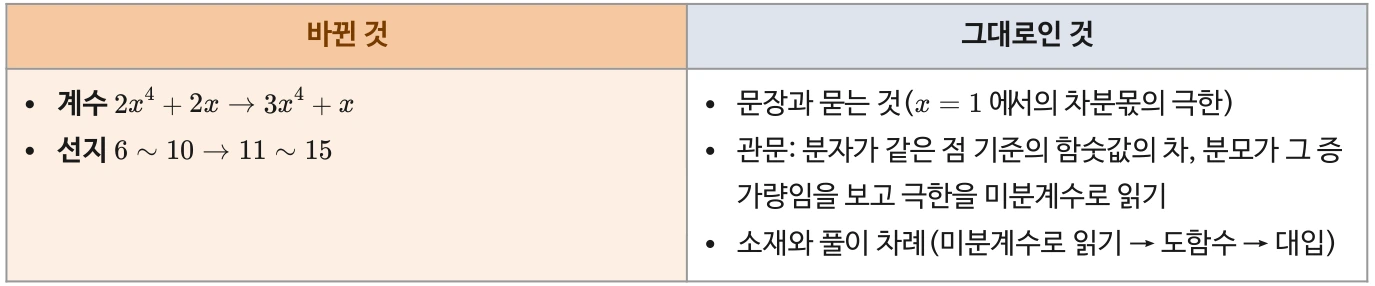 바뀐 것
그대로인 것
• 계수 2x⁴ + 2x → 3x⁴ + x
• 선지 6 ∼ 10 → 11 ∼ 15
• 문장과 묻는 것(x = 1 에서의 차분몫의 극한)
• 관문: 분자가 같은 점 기준의 함숫값의 차, 분모가 그 증
가량임을 보고 극한을 미분계수로 읽기
• 소재와 풀이 차례(미분계수로 읽기 → 도함수 → 대입)